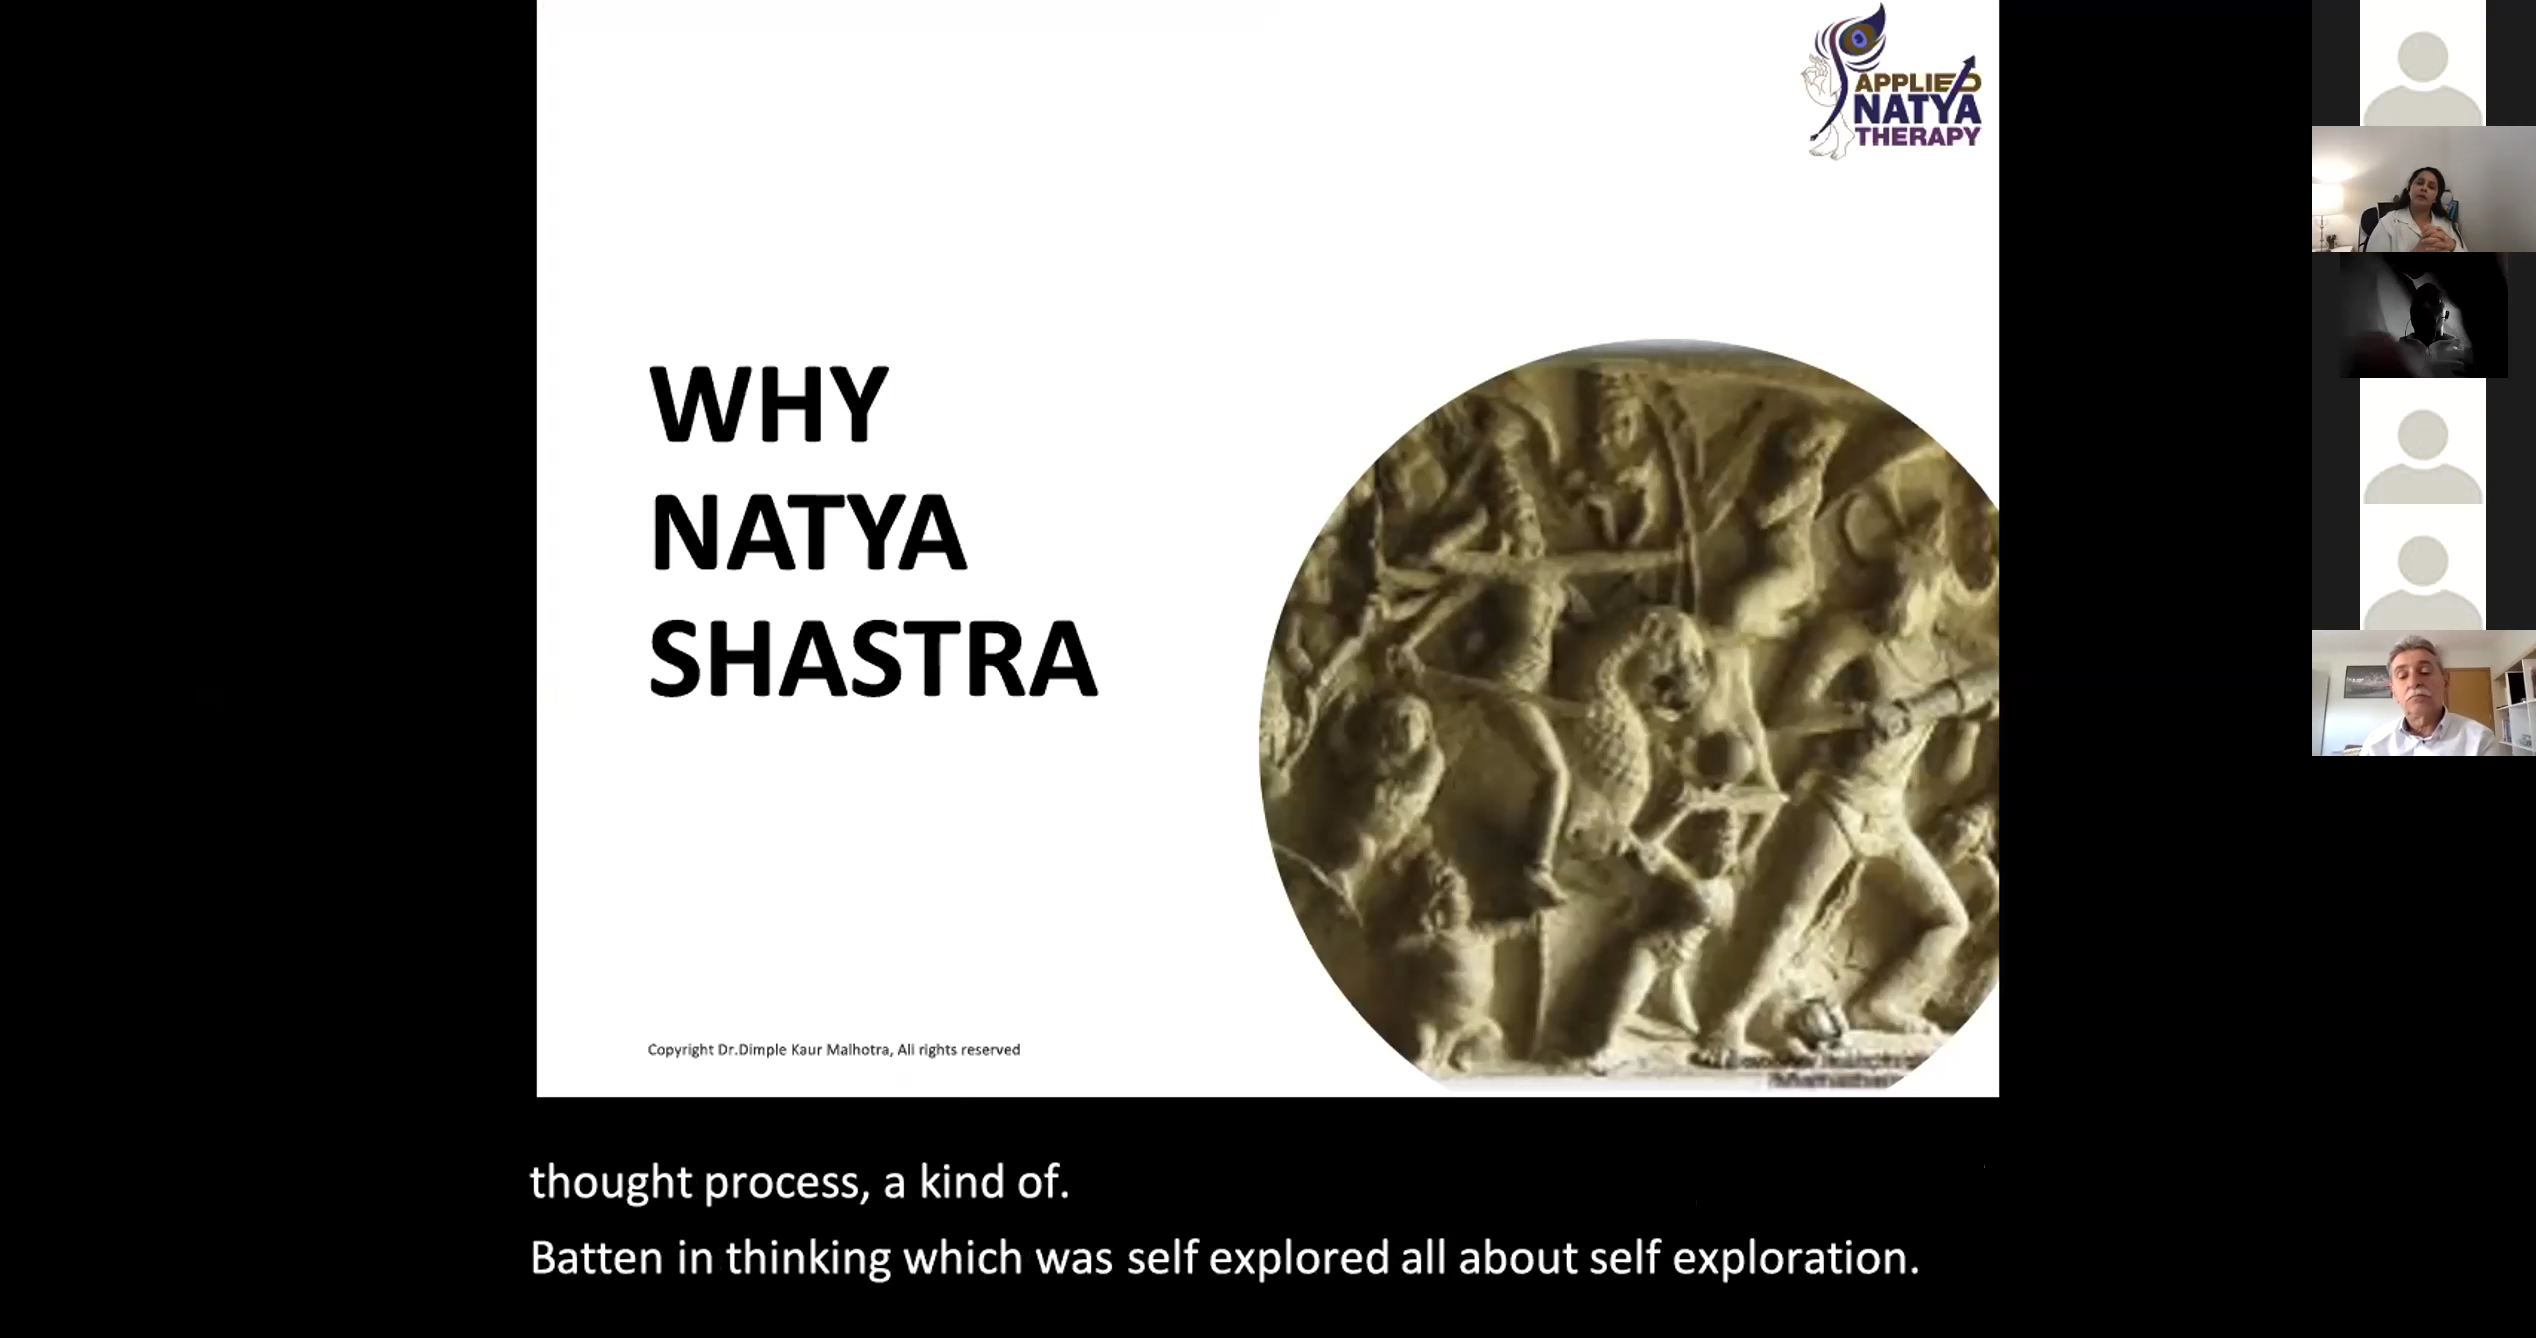 APPLIED
NATYA
THERAPY
WHY
NATYA
SHASTRA
Copyright Dr.Dimple Kaur Malhotra, All rights reserved
thought process, a kind of.
Batten in thinking which was self explored all about self exploration.